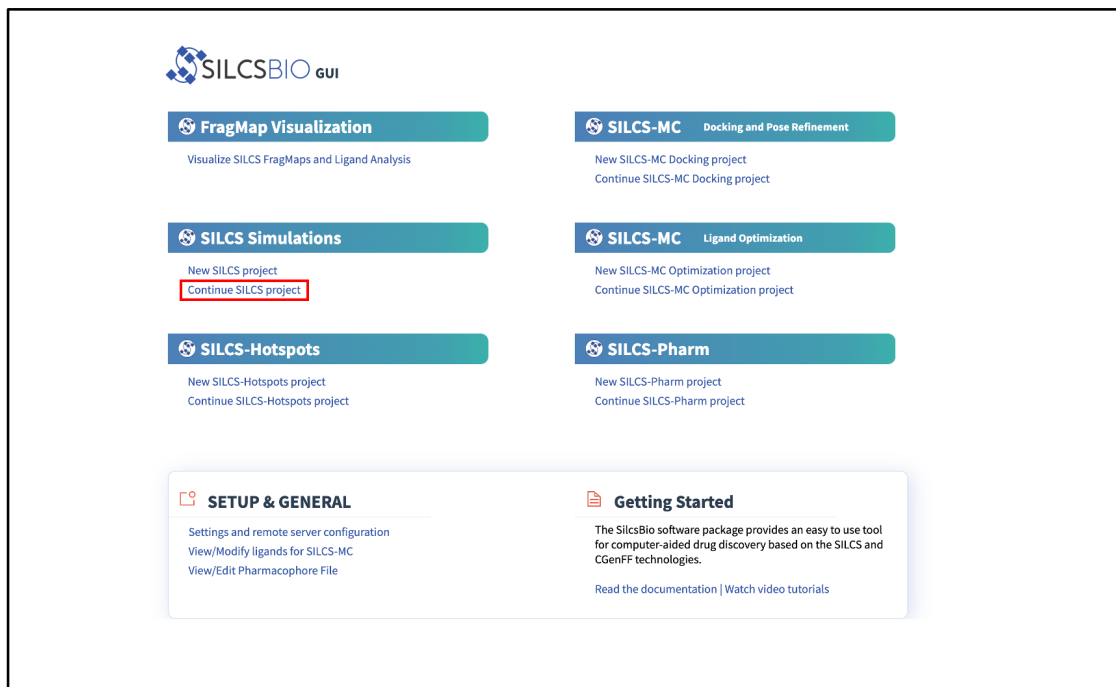 SILCSBIO GUI
FragMap Visualization
Visualize SILCS FragMaps and Ligand Analysis
SILCS-MC Docking and Pose Refinement
New SILCS-MC Docking project
Continue SILCS-MC Docking project
SILCS Simulations
New SILCS project
Continue SILCS project
SILCS-MC Ligand Optimization
New SILCS-MC Optimization project
Continue SILCS-MC Optimization project
SILCS-Hotspots
New SILCS-Hotspots project
Continue SILCS-Hotspots project
SILCS-Pharm
New SILCS-Pharm project
Continue SILCS-Pharm project
SETUP & GENERAL
Settings and remote server configuration
View/Modify ligands for SILCS-MC
View/Edit Pharmacophore File
Getting Started
The SilcsBio software package provides an easy to use tool
for computer-aided drug discovery based on the SILCS and
CGenFF technologies.
Read the documentation | Watch video tutorials